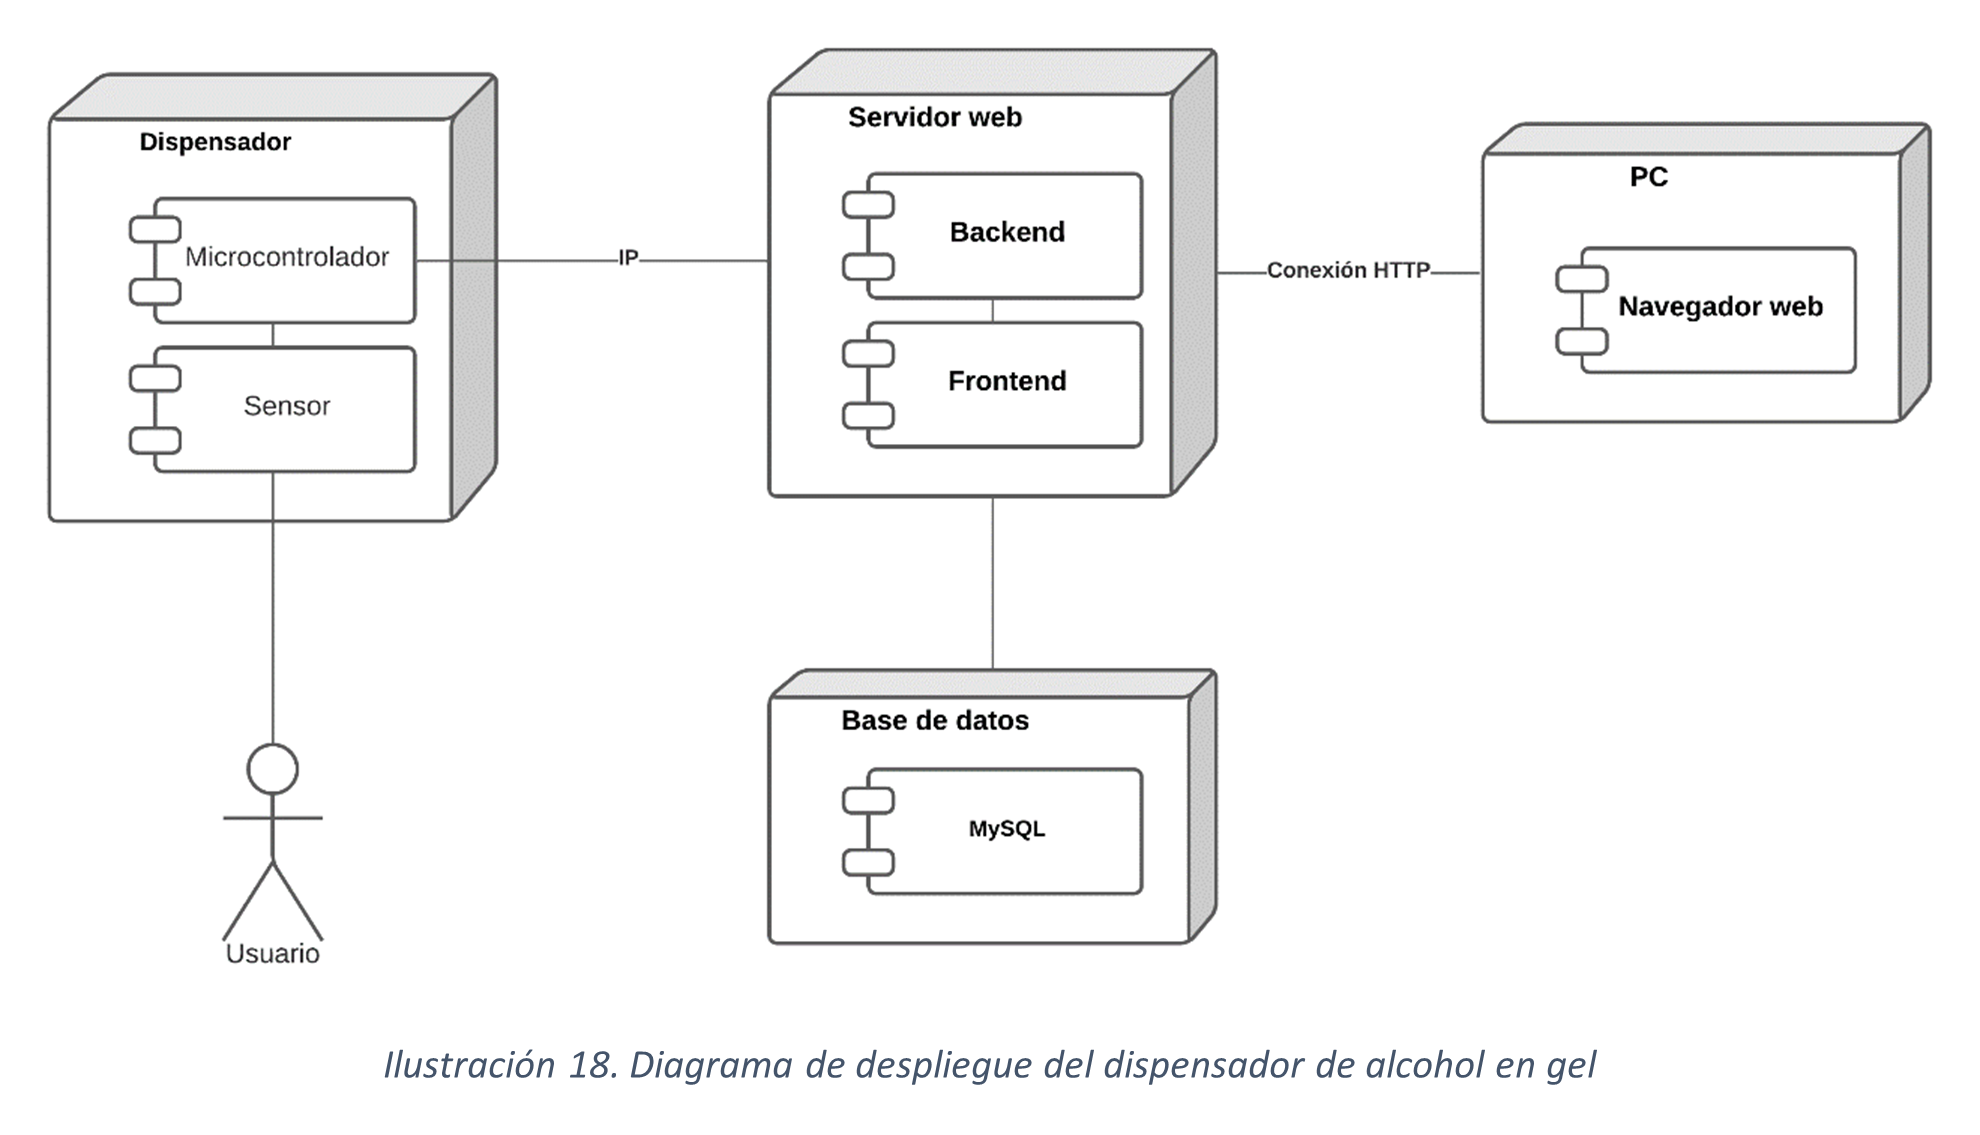 Dispensador
Microcontrolador
Sensor
Usuario
IP
Servidor web
Backend
Frontend
Conexión HTTP
PC
Navegador web
Base de datos
MySQL
Ilustración 18. Diagrama de despliegue del dispensador de alcohol en gel